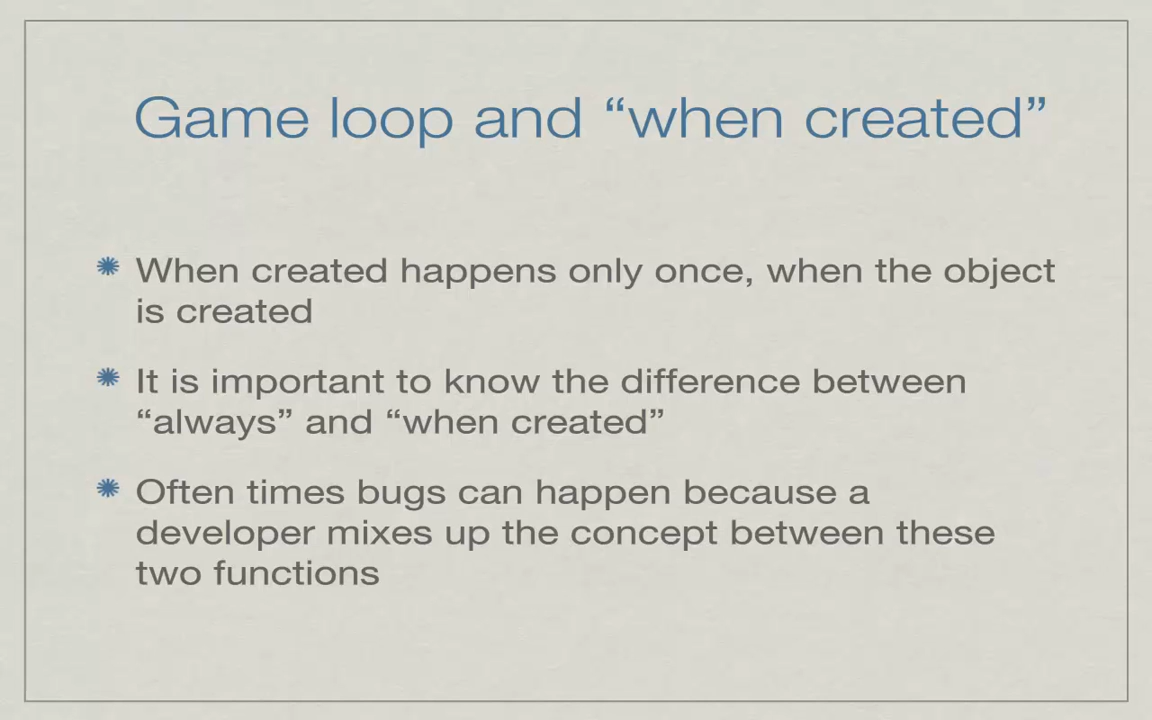 Game loop and “when created”
When created happens only once, when the object
is created
It is important to know the difference between
“always” and “when created”
Often times bugs can happen because a
developer mixes up the concept between these
two functions